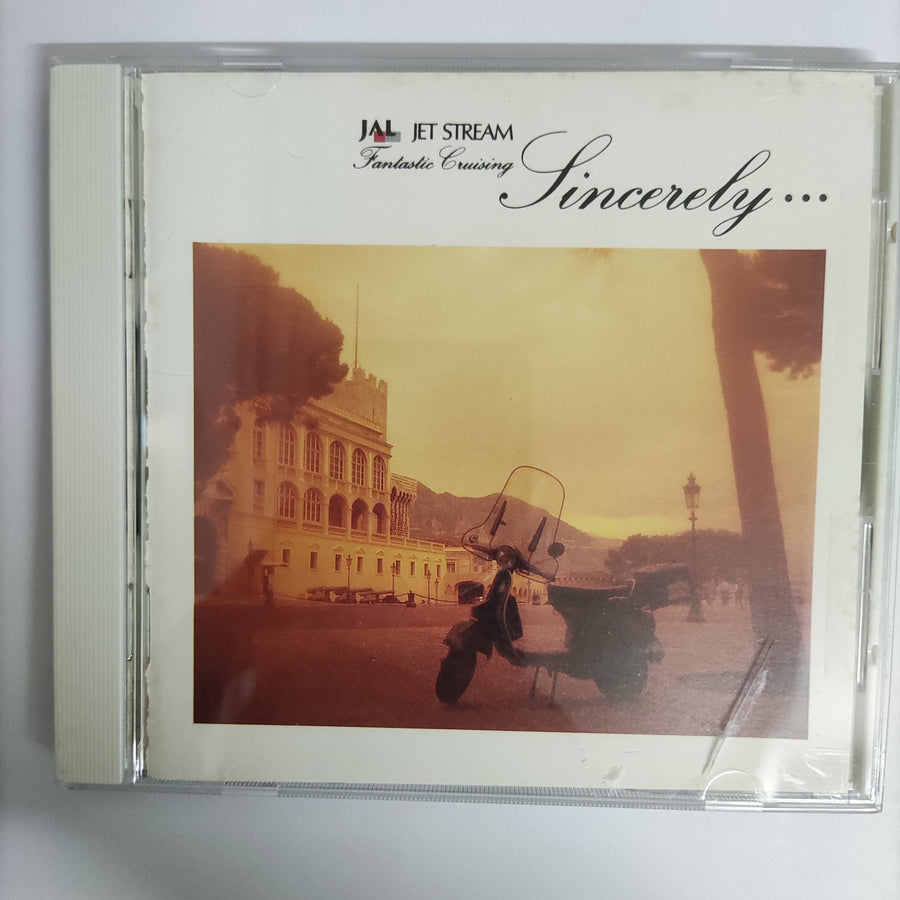 JAL JET STREAM
Fantastic Cruising
Sincerely •••